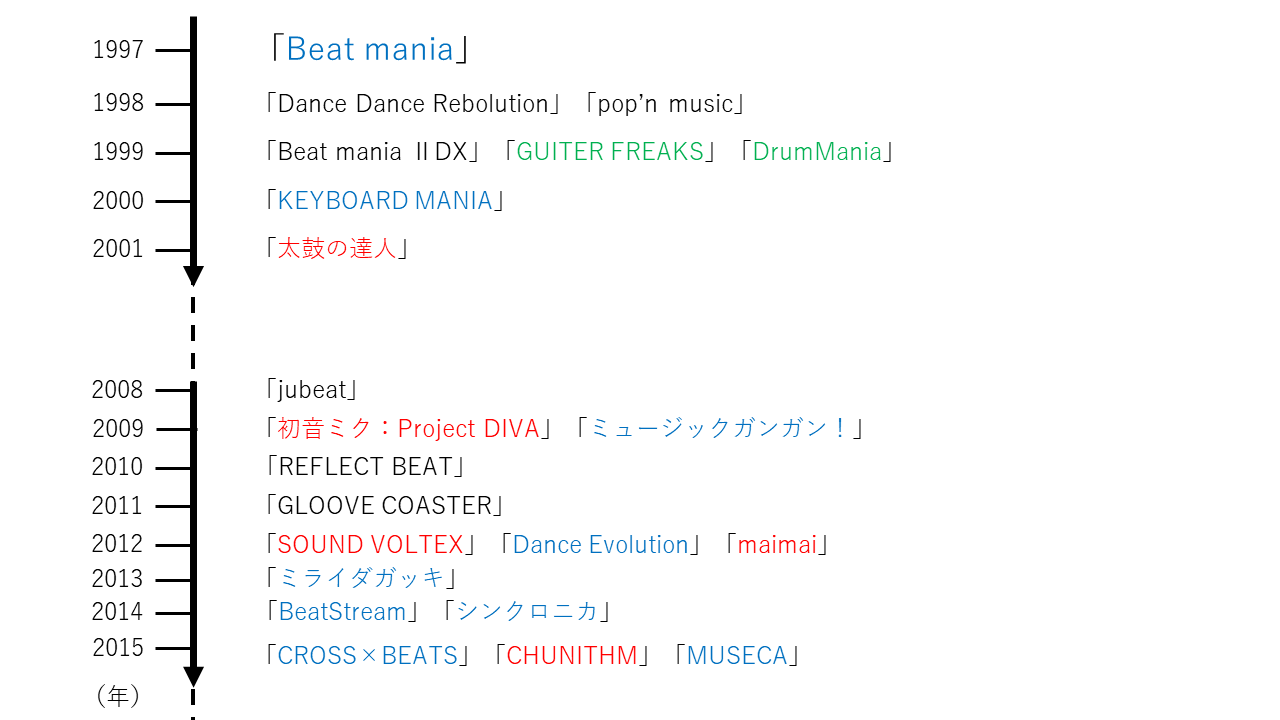 1997 「Beat mania」
1998 「Dance Dance Rebolution」「pop’n music」
1999 「Beat mania ⅡDX」「GUITER FREAKS」「DrumMania」
2000 「KEYBOARD MANIA」
2001 「太鼓の達人」
2008 「jubeat」
2009 「初音ミク：Project DIVA」「ミュージックガンガン！」
2010 「REFLECT BEAT」
2011 「GLOOVE COASTER」
2012 「SOUND VOLTEX」「Dance Evolution」「maimai」
2013 「ミライダガッキ」
2014 「BeatStream」「シンクロニカ」
2015 「CROSS×BEATS」「CHUNITHM」「MUSECA」
（年）